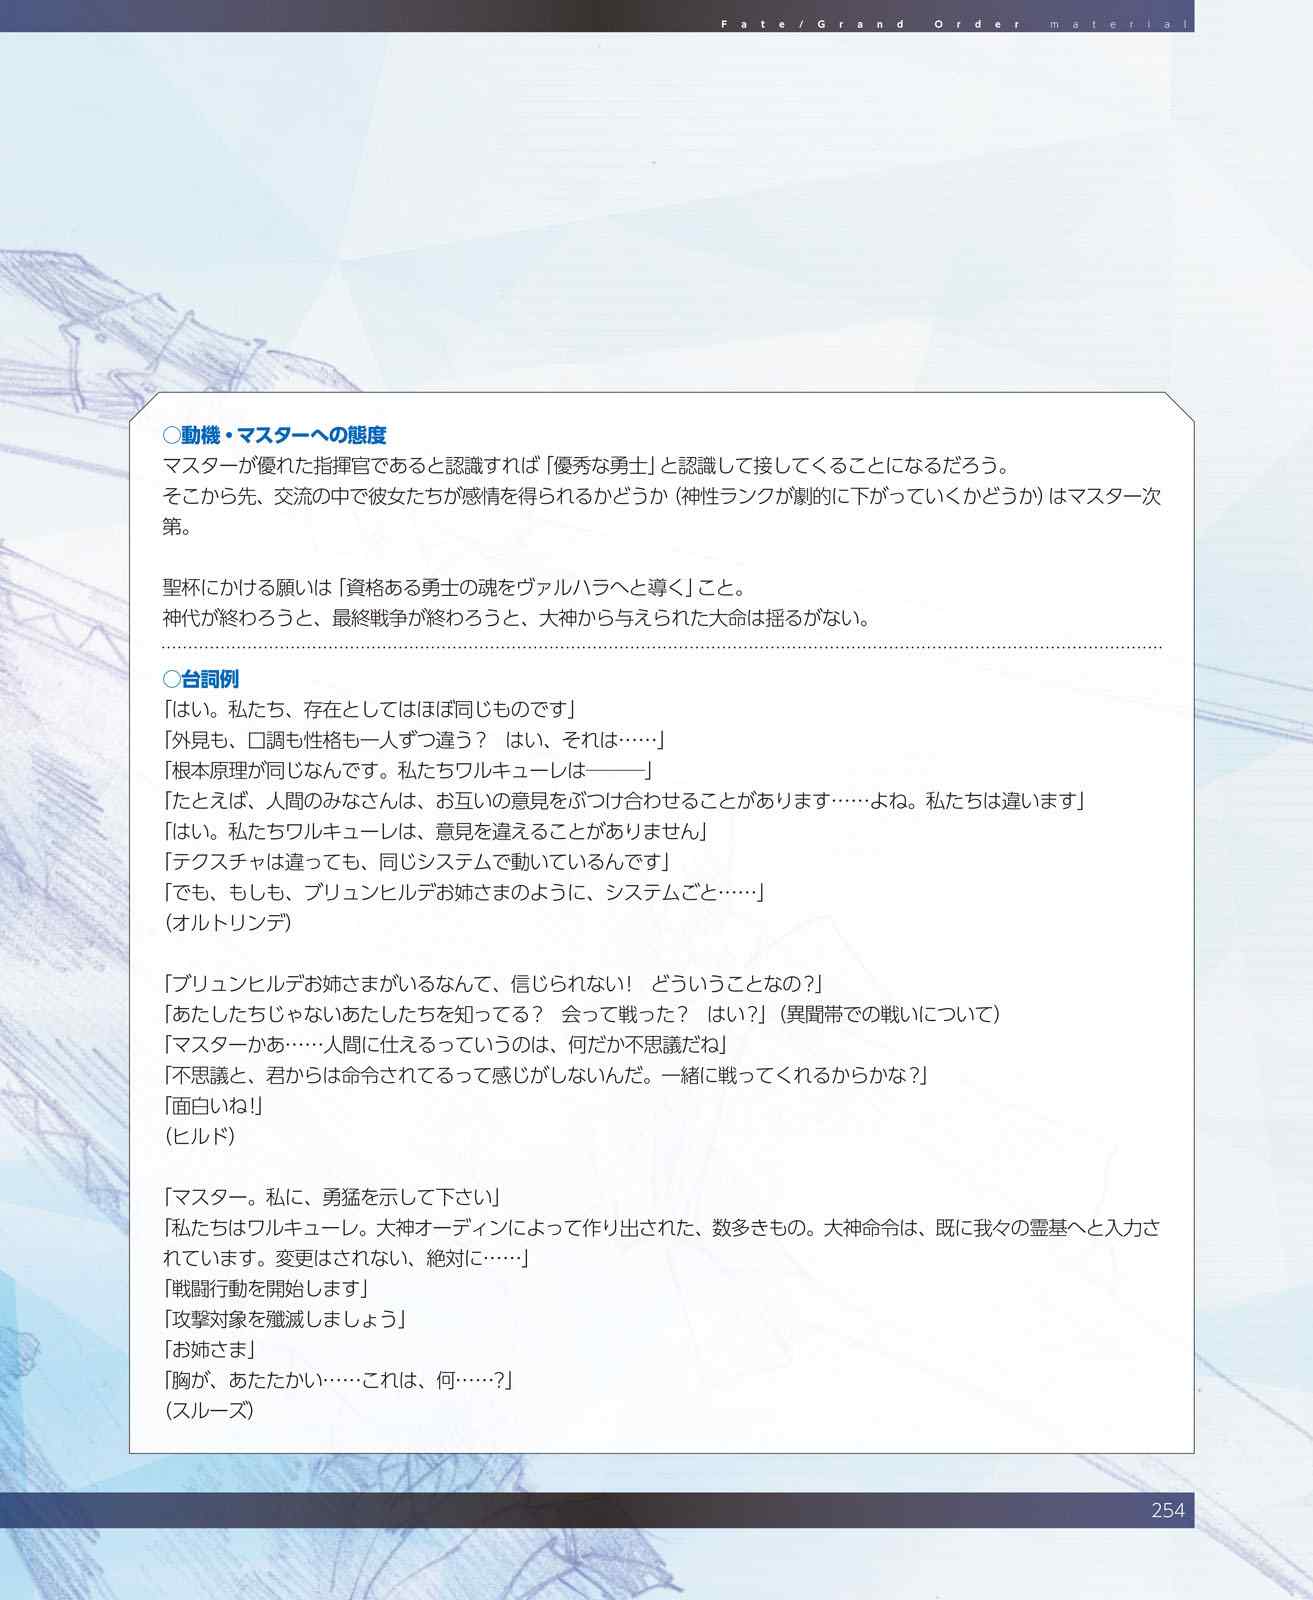 Fate/Grand Order material
○動機・マスターへの態度
マスターが優れた指揮官であると認識すれば「優秀な勇士」と認識して接してくることになるだろう。
そこから先、交流の中で彼女たちが感情を得られるかどうか（神性ランクが劇的に下がっていくかどうか）はマスター次
第。
聖杯にかける願いは「資格ある勇士の魂をヴァルハラへと導く」こと。
神代が終わろうと、最終戦争が終わろうと、大神から与えられた大命は揺るがない。
○台詞例
「はい。私たち、存在としてはほぼ同じものです」
「外見も、口調も性格も一人ずつ違う？　はい、それは……」
「根本原理が同じなんです。私たちワルキューレは―――」
「たとえば、人間のみなさんは、お互いの意見をぶつけ合わせることがあります……よね。私たちは違います」
「はい。私たちワルキューレは、意見を違えることがありません」
「テクスチャは違っても、同じシステムで動いているんです」
「でも、もしも、ブリュンヒルデお姉さまのように、システムごと……」
（オルトリンデ）
「ブリュンヒルデお姉さまがいるなんて、信じられない！　どういうことなの？」
「あたしたちじゃないあたしたちを知ってる？　会って戦った？　はい？」（異聞帯での戦いについて）
「マスターかあ……人間に仕えるっていうのは、何だか不思議だね」
「不思議と、君からは命令されてるって感じがしないんだ。一緒に戦ってくれるからかな？」
「面白いね！」
（ヒルド）
「マスター。私に、勇猛を示して下さい」
「私たちはワルキューレ。大神オーディンによって作り出された、数多きもの。大神命令は、既に我々の霊基へと入力さ
れています。変更はされない、絶対に……」
「戦闘行動を開始します」
「攻撃対象を殲滅しましょう」
「お姉さま」
「胸が、あたたかい……これは、何……？」
（スルーズ）
254